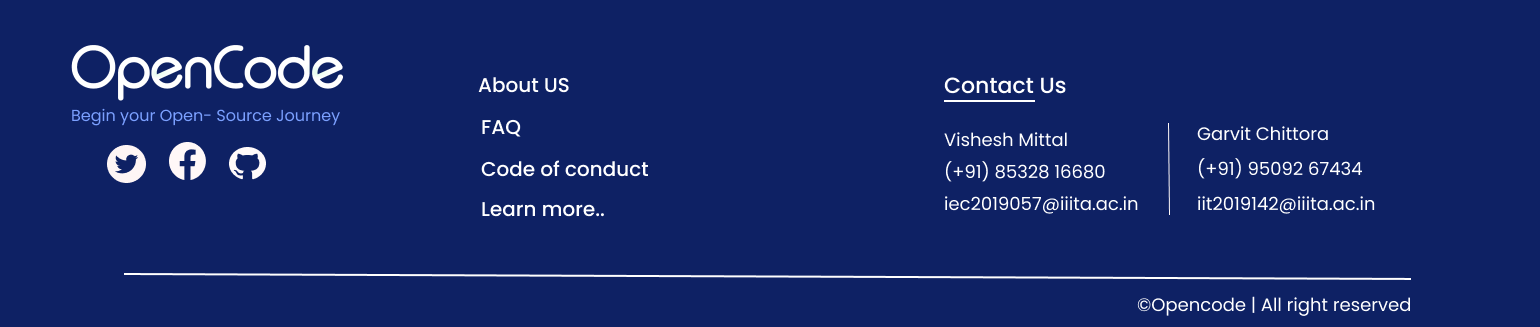 OpenCode
Begin your Open- Source Journey
About US
FAQ
Code of conduct
Learn more..
Contact Us
Vishesh Mittal
(+91) 85328 16680
iec2019057@iiita.ac.in
Garvit Chittora
(+91) 95092 67434
iit2019142@iiita.ac.in
©Opencode | All right reserved